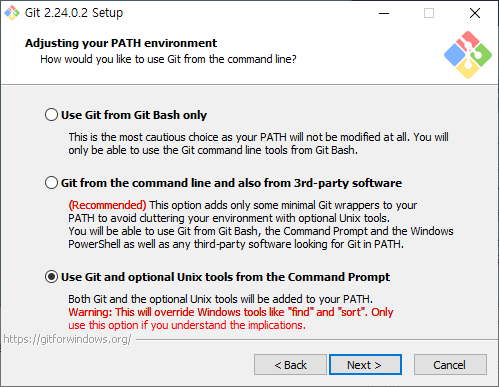 Git 2.24.0.2 Setup
Adjusting your PATH environment
How would you like to use Git from the command line?
Use Git from Git Bash only
This is the most cautious choice as your PATH will not be modified at all. You will
only be able to use the Git command line tools from Git Bash.
Git from the command line and also from 3rd-party software
(Recommended) This option adds only some minimal Git wrappers to your
PATH to avoid cluttering your environment with optional Unix tools.
You will be able to use Git from Git Bash, the Command Prompt and the Windows
PowerShell as well as any third-party software looking for Git in PATH.
Use Git and optional Unix tools from the Command Prompt
Both Git and the optional Unix tools will be added to your PATH.
Warning: This will override Windows tools like "find" and "sort". Only
use this option if you understand the implications.
https://gitforwindows.org/
< Back
Next >
Cancel